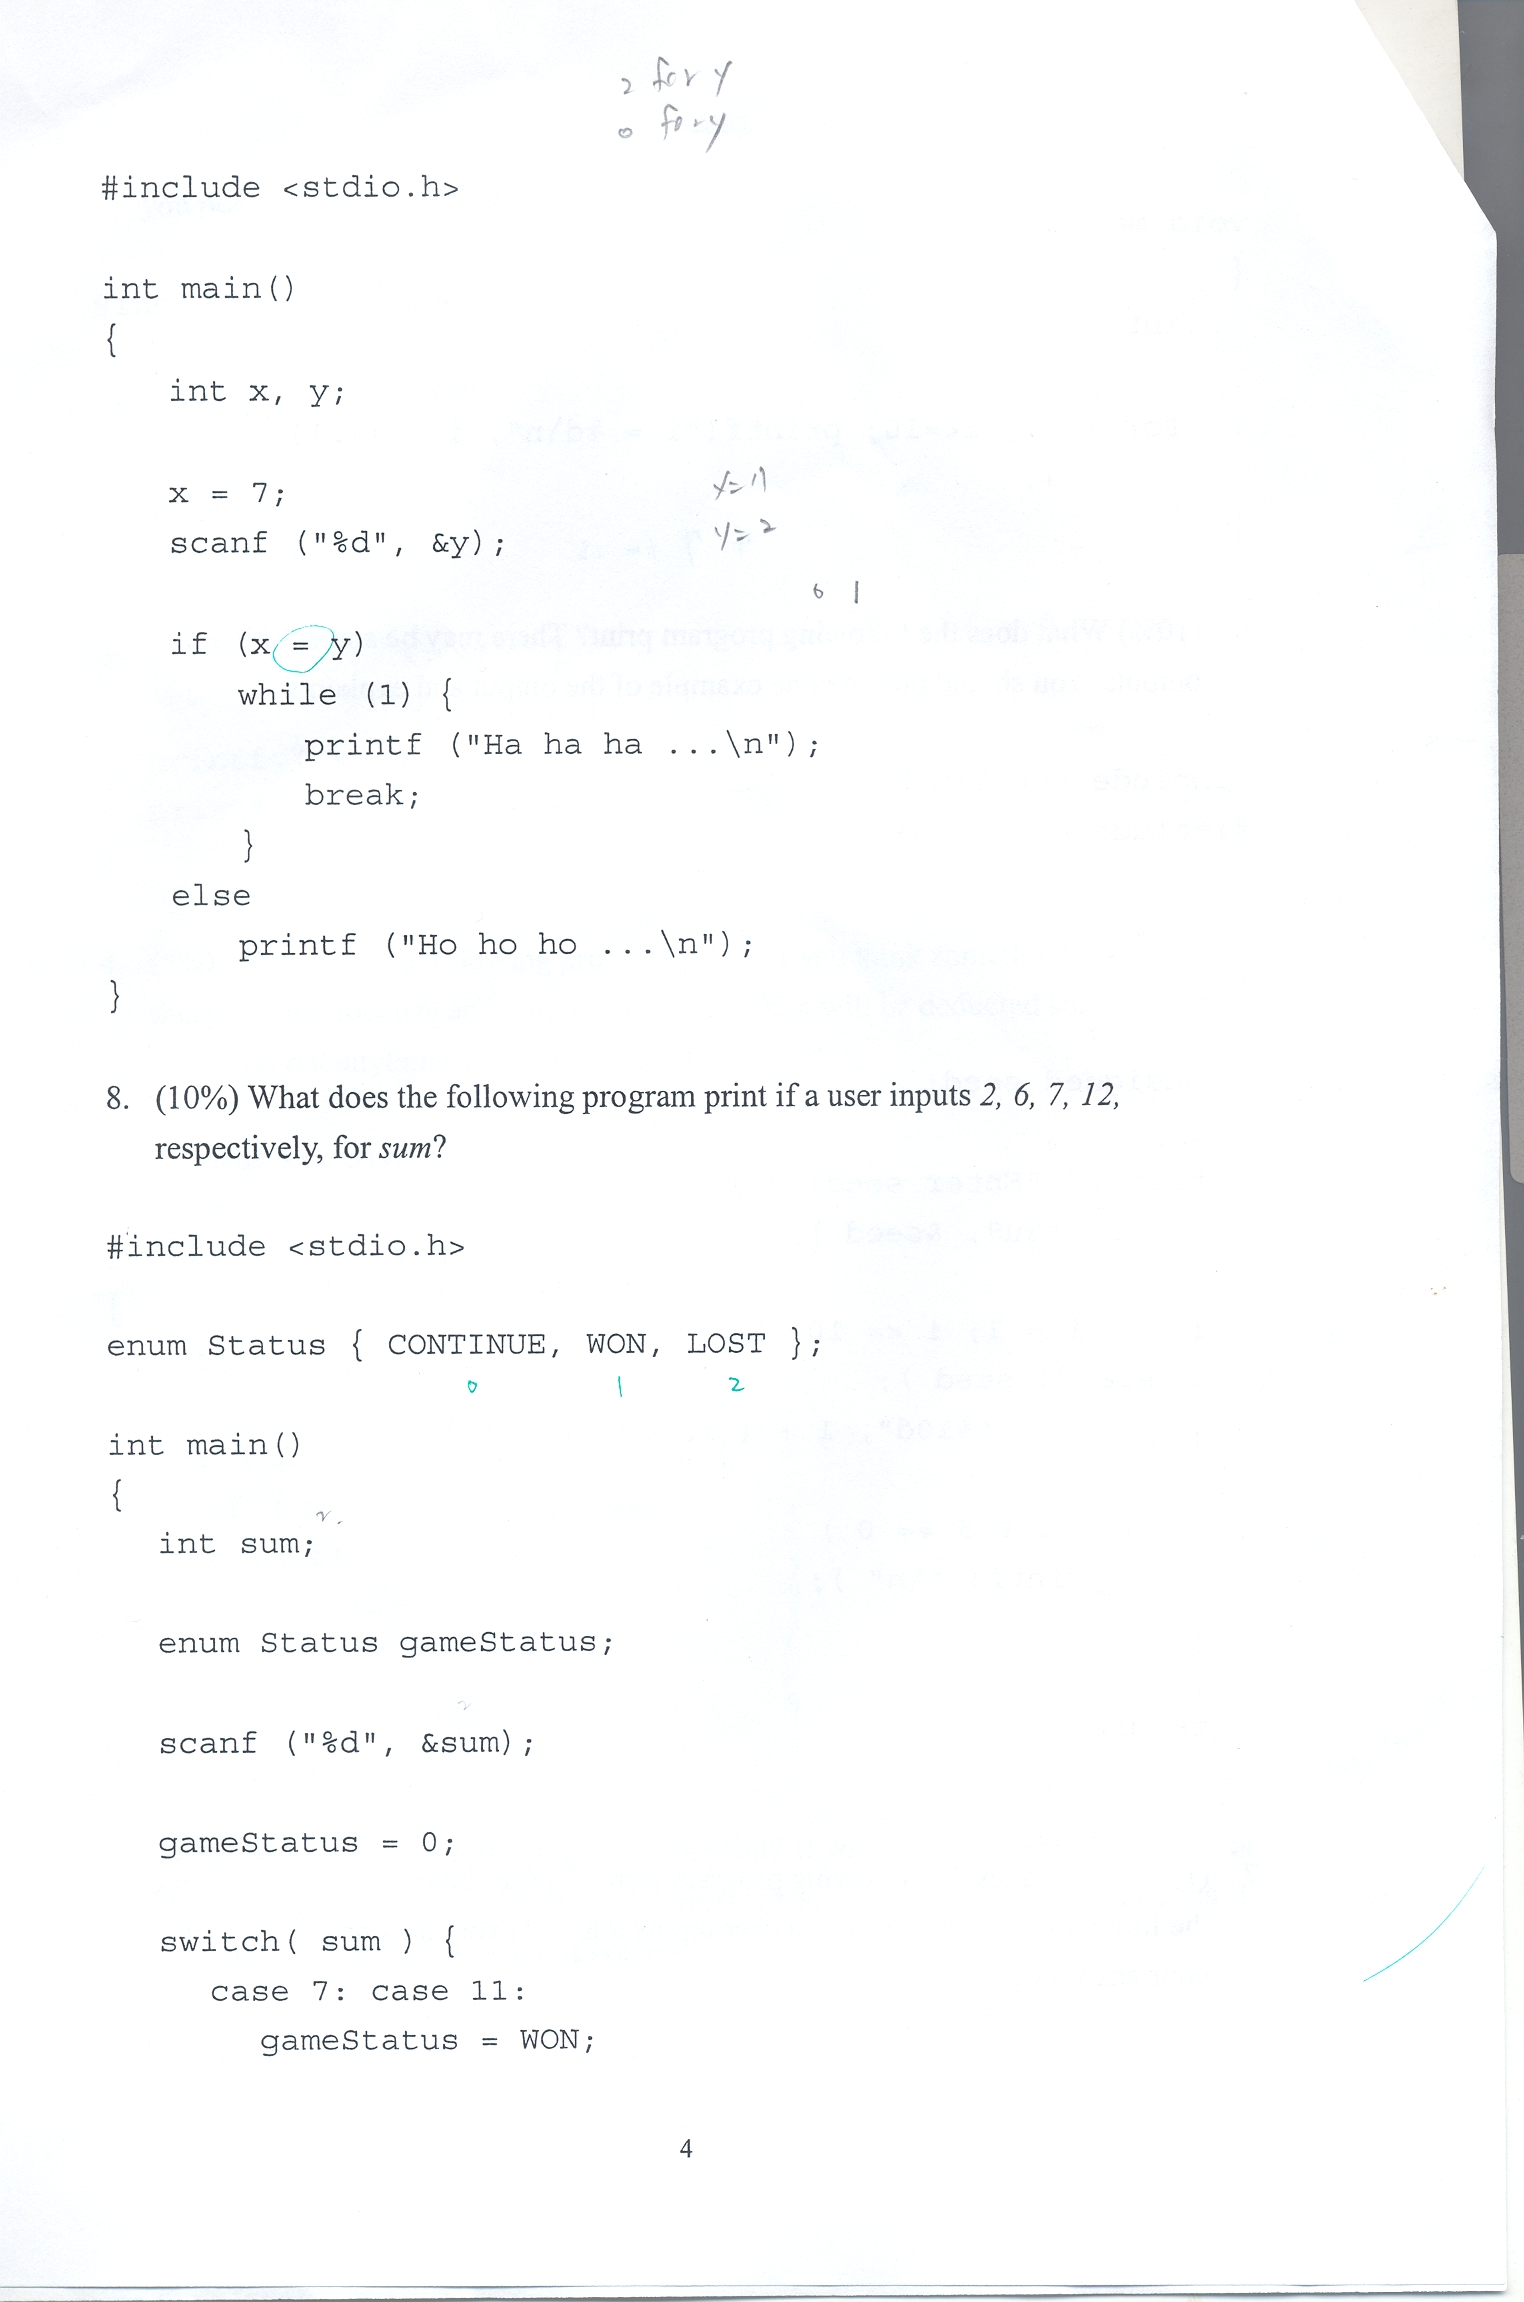 2 for y
0 for y
#include <stdio.h>
int main()
{
int x, y;
x = 7;
x=7
scanf ("%d", &y);
y=2
0 1
if (x = y)
while (1) {
printf ("Ha ha ha ...\n");
break;
}
else
printf ("Ho ho ho ...\n");
}
8. (10%) What does the following program print if a user inputs 2, 6, 7, 12,
respectively, for sum?
#include <stdio.h>
enum Status { CONTINUE, WON, LOST };
0 1 2
int main()
{
int sum;
enum Status gameStatus;
scanf ("%d", &sum);
gameStatus = 0;
switch( sum ) {
case 7: case 11:
gameStatus = WON;
4